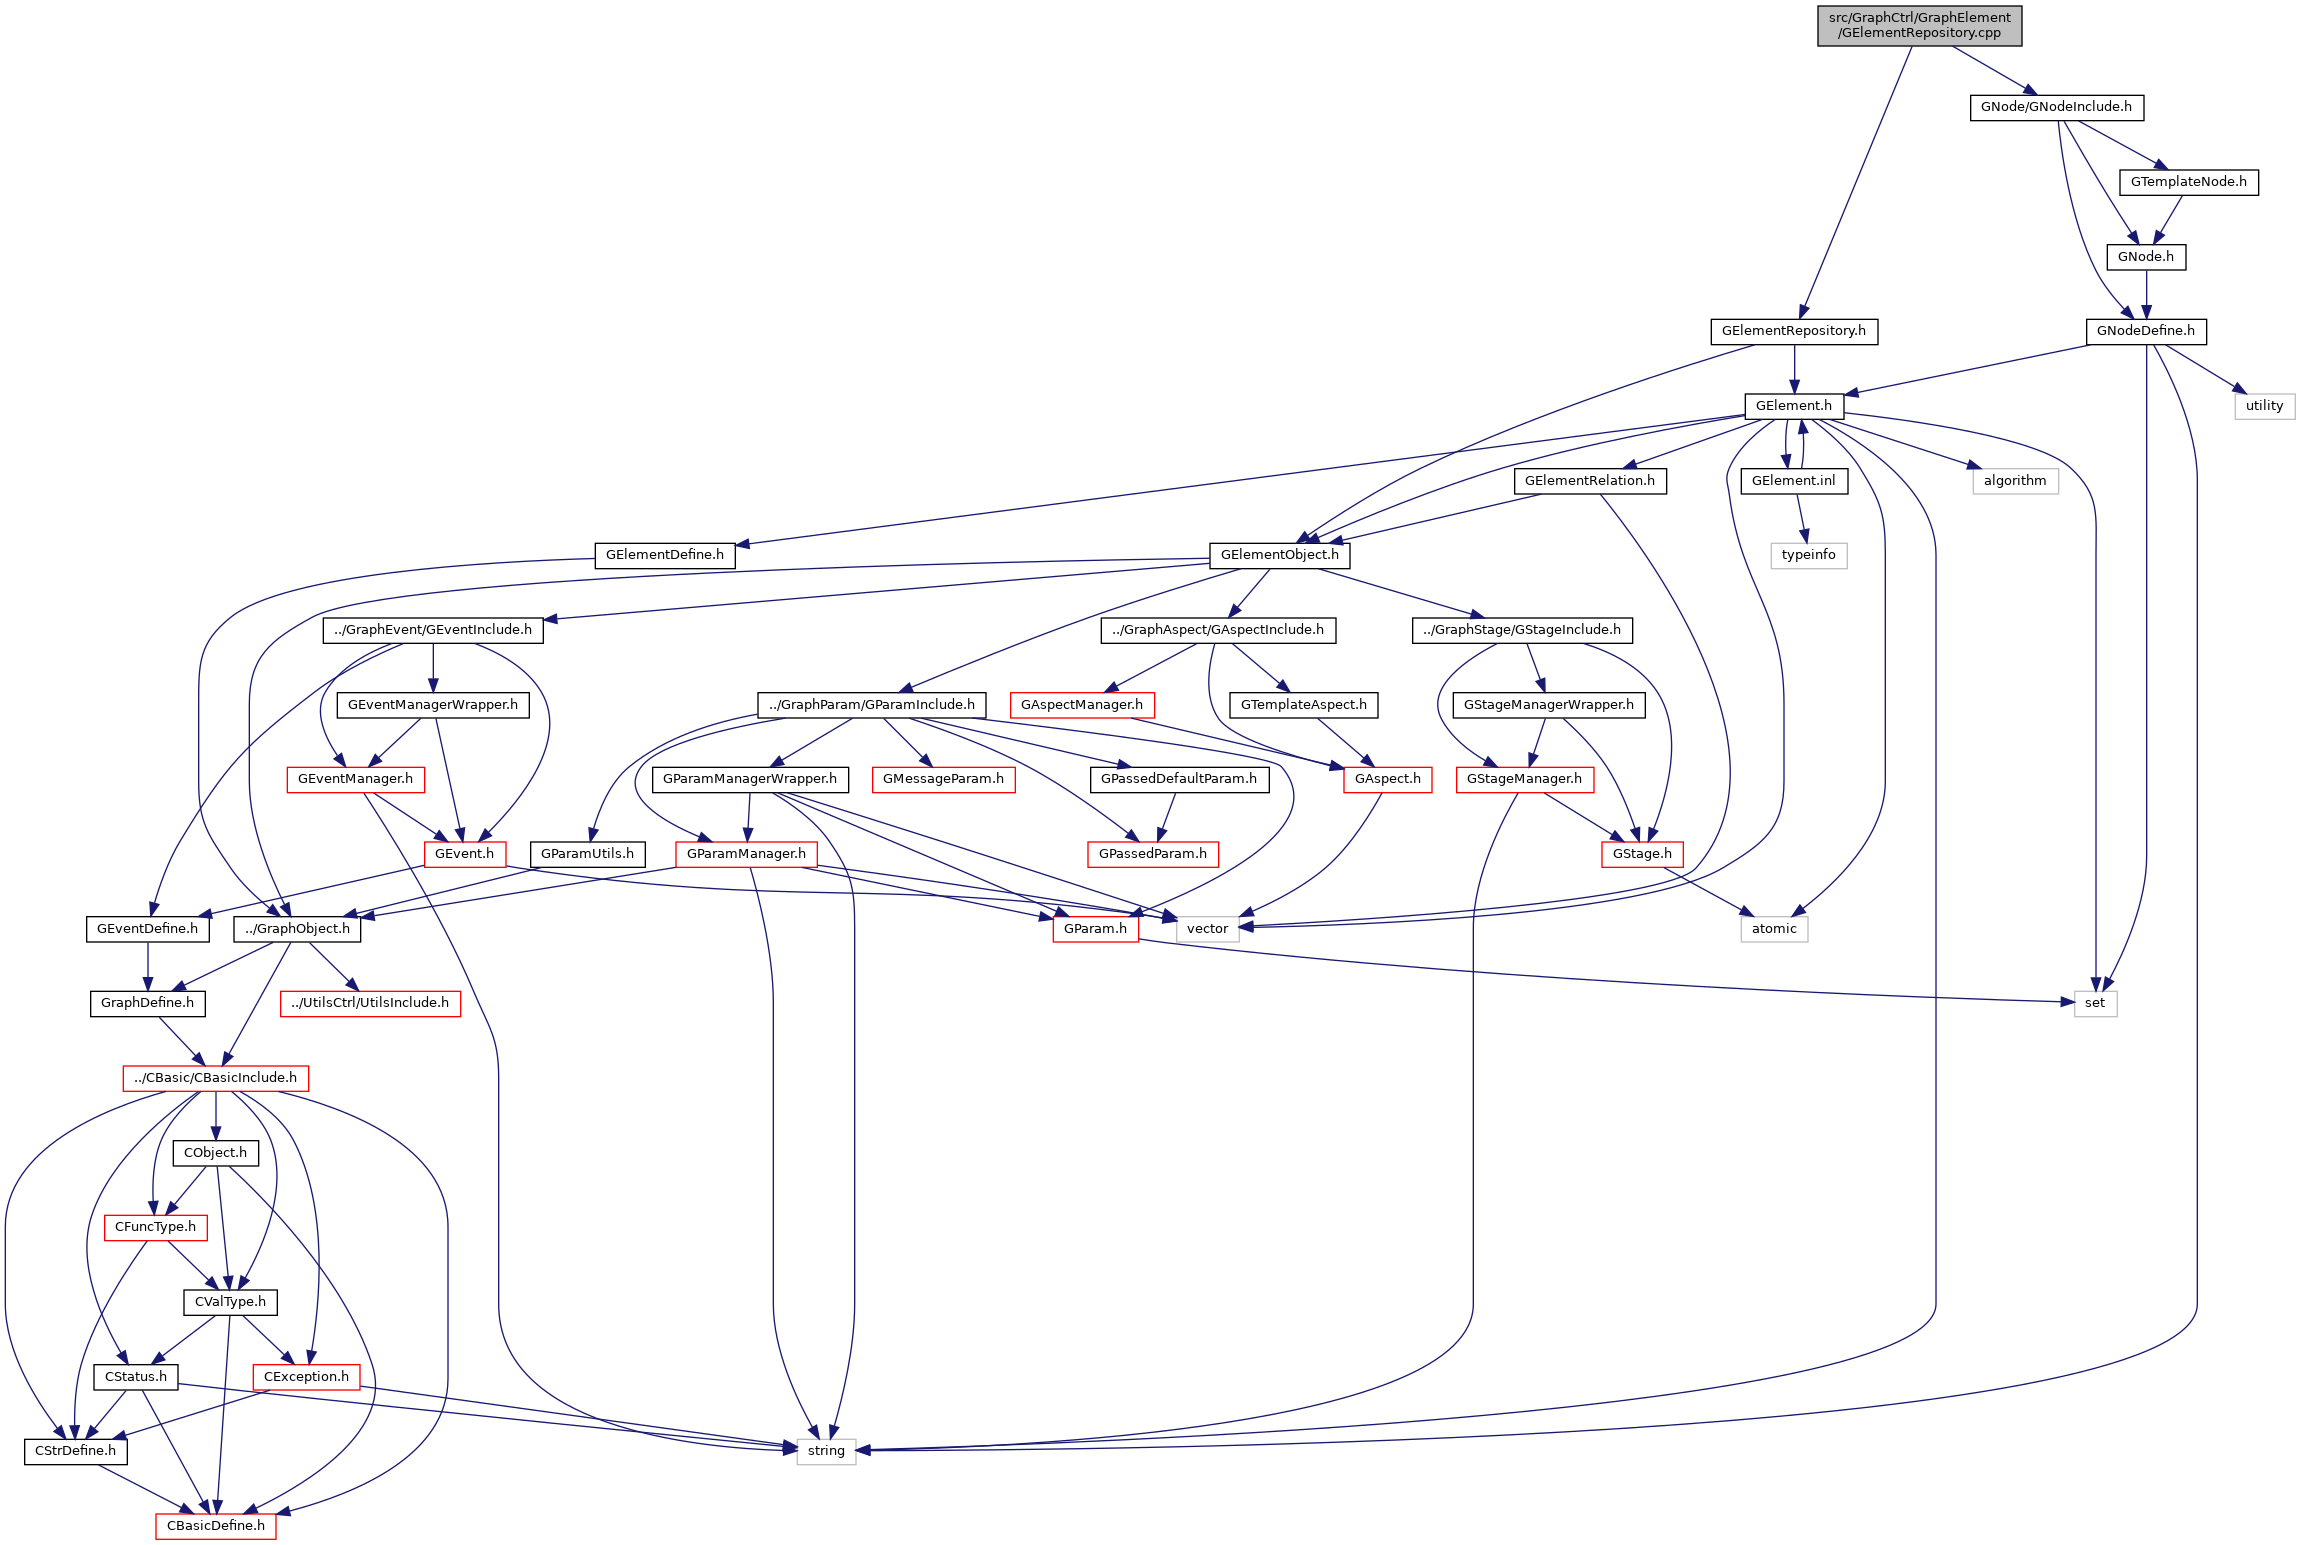 src/GraphCtrl/GraphElement
/GElementRepository.cpp
GNode/GNodeInclude.h
GTemplateNode.h
GNode.h
GElementRepository.h
GNodeDefine.h
GElement.h
utility
GElementRelation.h
GElement.inl
algorithm
GElementDefine.h
GElementObject.h
typeinfo
../GraphEvent/GEventInclude.h
../GraphAspect/GAspectInclude.h
../GraphStage/GStageInclude.h
GEventManagerWrapper.h
../GraphParam/GParamInclude.h
GAspectManager.h
GTemplateAspect.h
GStageManagerWrapper.h
GEventManager.h
GParamManagerWrapper.h
GMessageParam.h
GPassedDefaultParam.h
GAspect.h
GStageManager.h
GEvent.h
GParamUtils.h
GParamManager.h
GPassedParam.h
GStage.h
GEventDefine.h
../GraphObject.h
GParam.h
vector
atomic
GraphDefine.h
../UtilsCtrl/UtilsInclude.h
set
../CBasic/CBasicInclude.h
CObject.h
CFuncType.h
CValType.h
CStatus.h
CException.h
CStrDefine.h
string
CBasicDefine.h